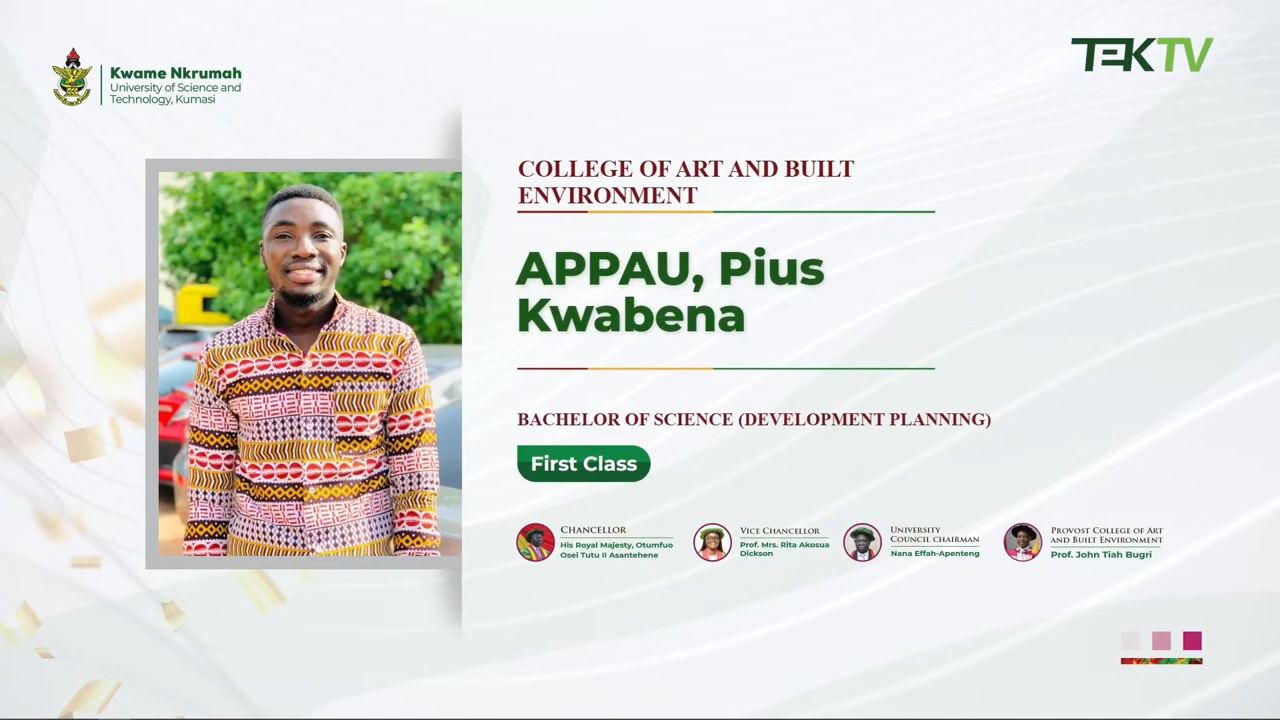 Kwame Nkrumah
University of Science and
Technology, Kumasi
TEKTV
COLLEGE OF ART AND BUILT
ENVIRONMENT
APPAU, Pius
Kwabena
BACHELOR OF SCIENCE (DEVELOPMENT PLANNING)
First Class
CHANCELLOR
His Royal Majesty, Otumfuo
Osei Tutu II Asantehene
VICE CHANCELLOR
Prof. Mrs. Rita Akosua
Dickson
UNIVERSITY
COUNCIL CHAIRMAN
Nana Effah-Apenteng
PROVOST COLLEGE OF ART
AND BUILT ENVIRONMENT
Prof. John Tiah Bugri